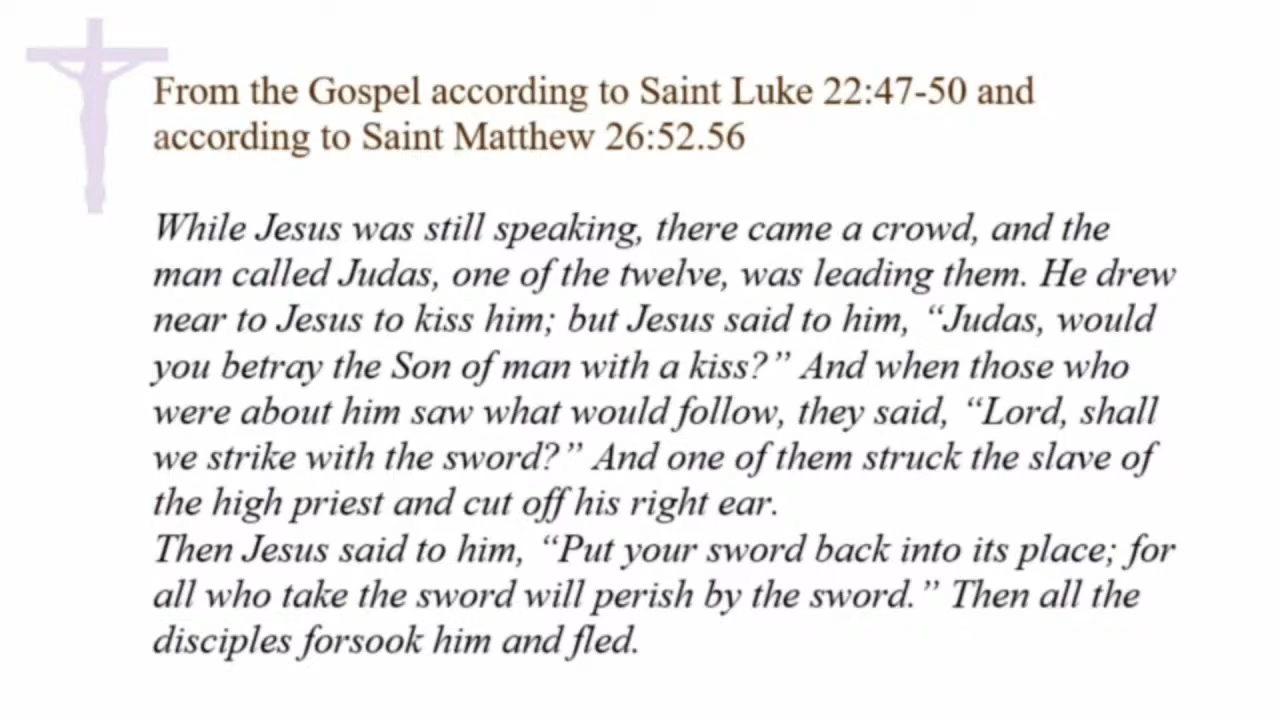 From the Gospel according to Saint Luke 22:47-50 and
according to Saint Matthew 26:52.56
While Jesus was still speaking, there came a crowd, and the
man called Judas, one of the twelve, was leading them. He drew
near to Jesus to kiss him; but Jesus said to him, “Judas, would
you betray the Son of man with a kiss?” And when those who
were about him saw what would follow, they said, “Lord, shall
we strike with the sword?” And one of them struck the slave of
the high priest and cut off his right ear.
Then Jesus said to him, “Put your sword back into its place; for
all who take the sword will perish by the sword.” Then all the
disciples forsook him and fled.